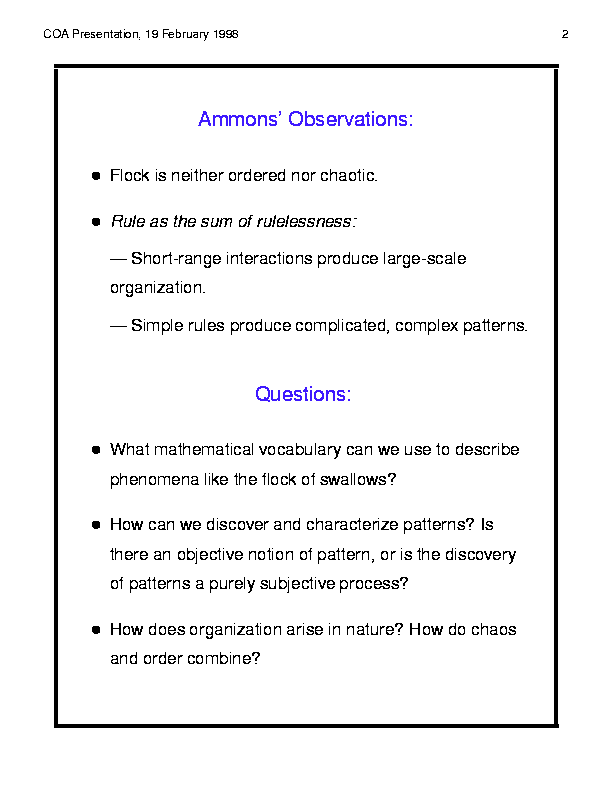 COA Presentation, 19 February 1998 2
Ammons' Observations:
● Flock is neither ordered nor chaotic.
● Rule as the sum of rulelessness:
— Short-range interactions produce large-scale
organization.
— Simple rules produce complicated, complex patterns.
Questions:
● What mathematical vocabulary can we use to describe
phenomena like the flock of swallows?
● How can we discover and characterize patterns? Is
there an objective notion of pattern, or is the discovery
of patterns a purely subjective process?
● How does organization arise in nature? How do chaos
and order combine?